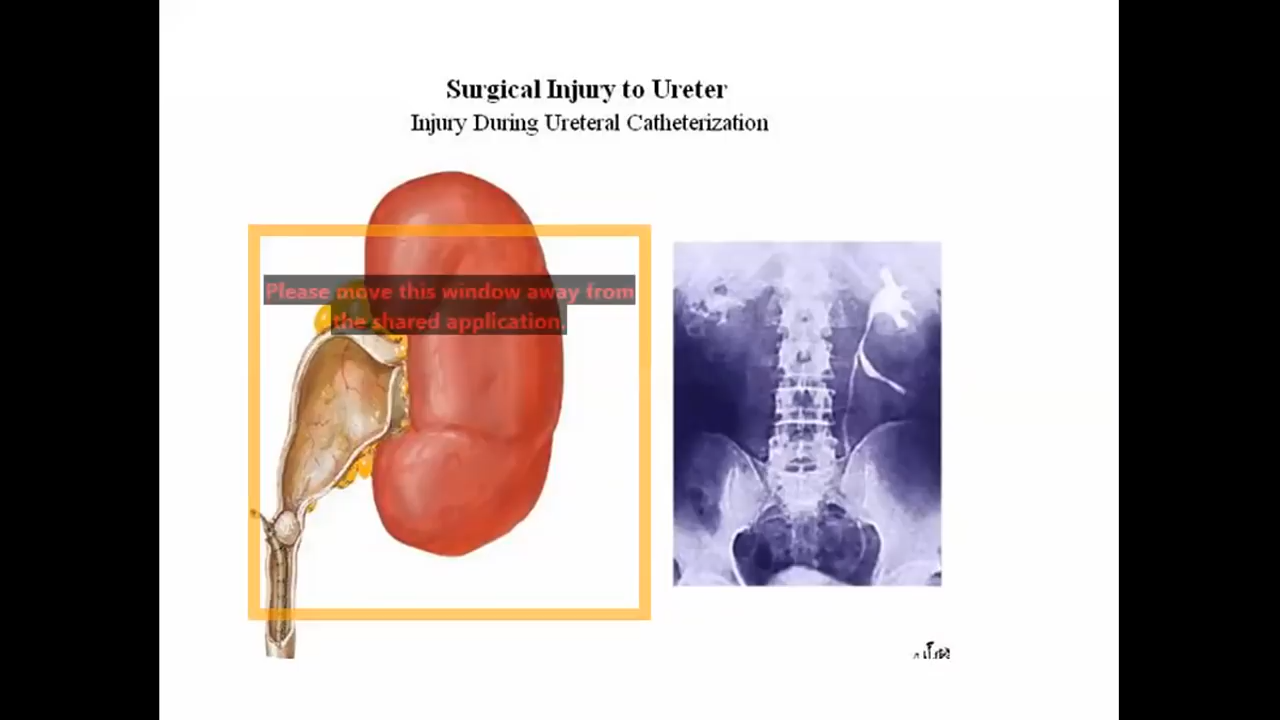 Surgical Injury to Ureter
Injury During Ureteral Catheterization
Please move this window away from
the shared application.